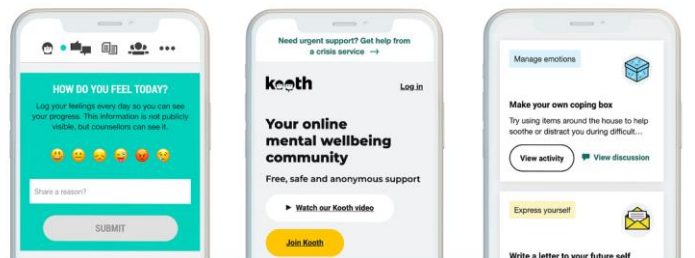 HOW DO YOU FEEL TODAY?
Log your feelings every day so you can see
your progress. This information is not publicly
visible, but counsellors can see it.
Share a reason?
SUBMIT
Need urgent support? Get help from
a crisis service →
kooth
Log in
Your online
mental wellbeing
community
Free, safe and anonymous support
Watch our Kooth video
Join Kooth
Manage emotions
Make your own coping box
Try using items around the house to help
soothe or distract you during difficult...
View activity
View discussion
Express yourself
Write a letter to your future self